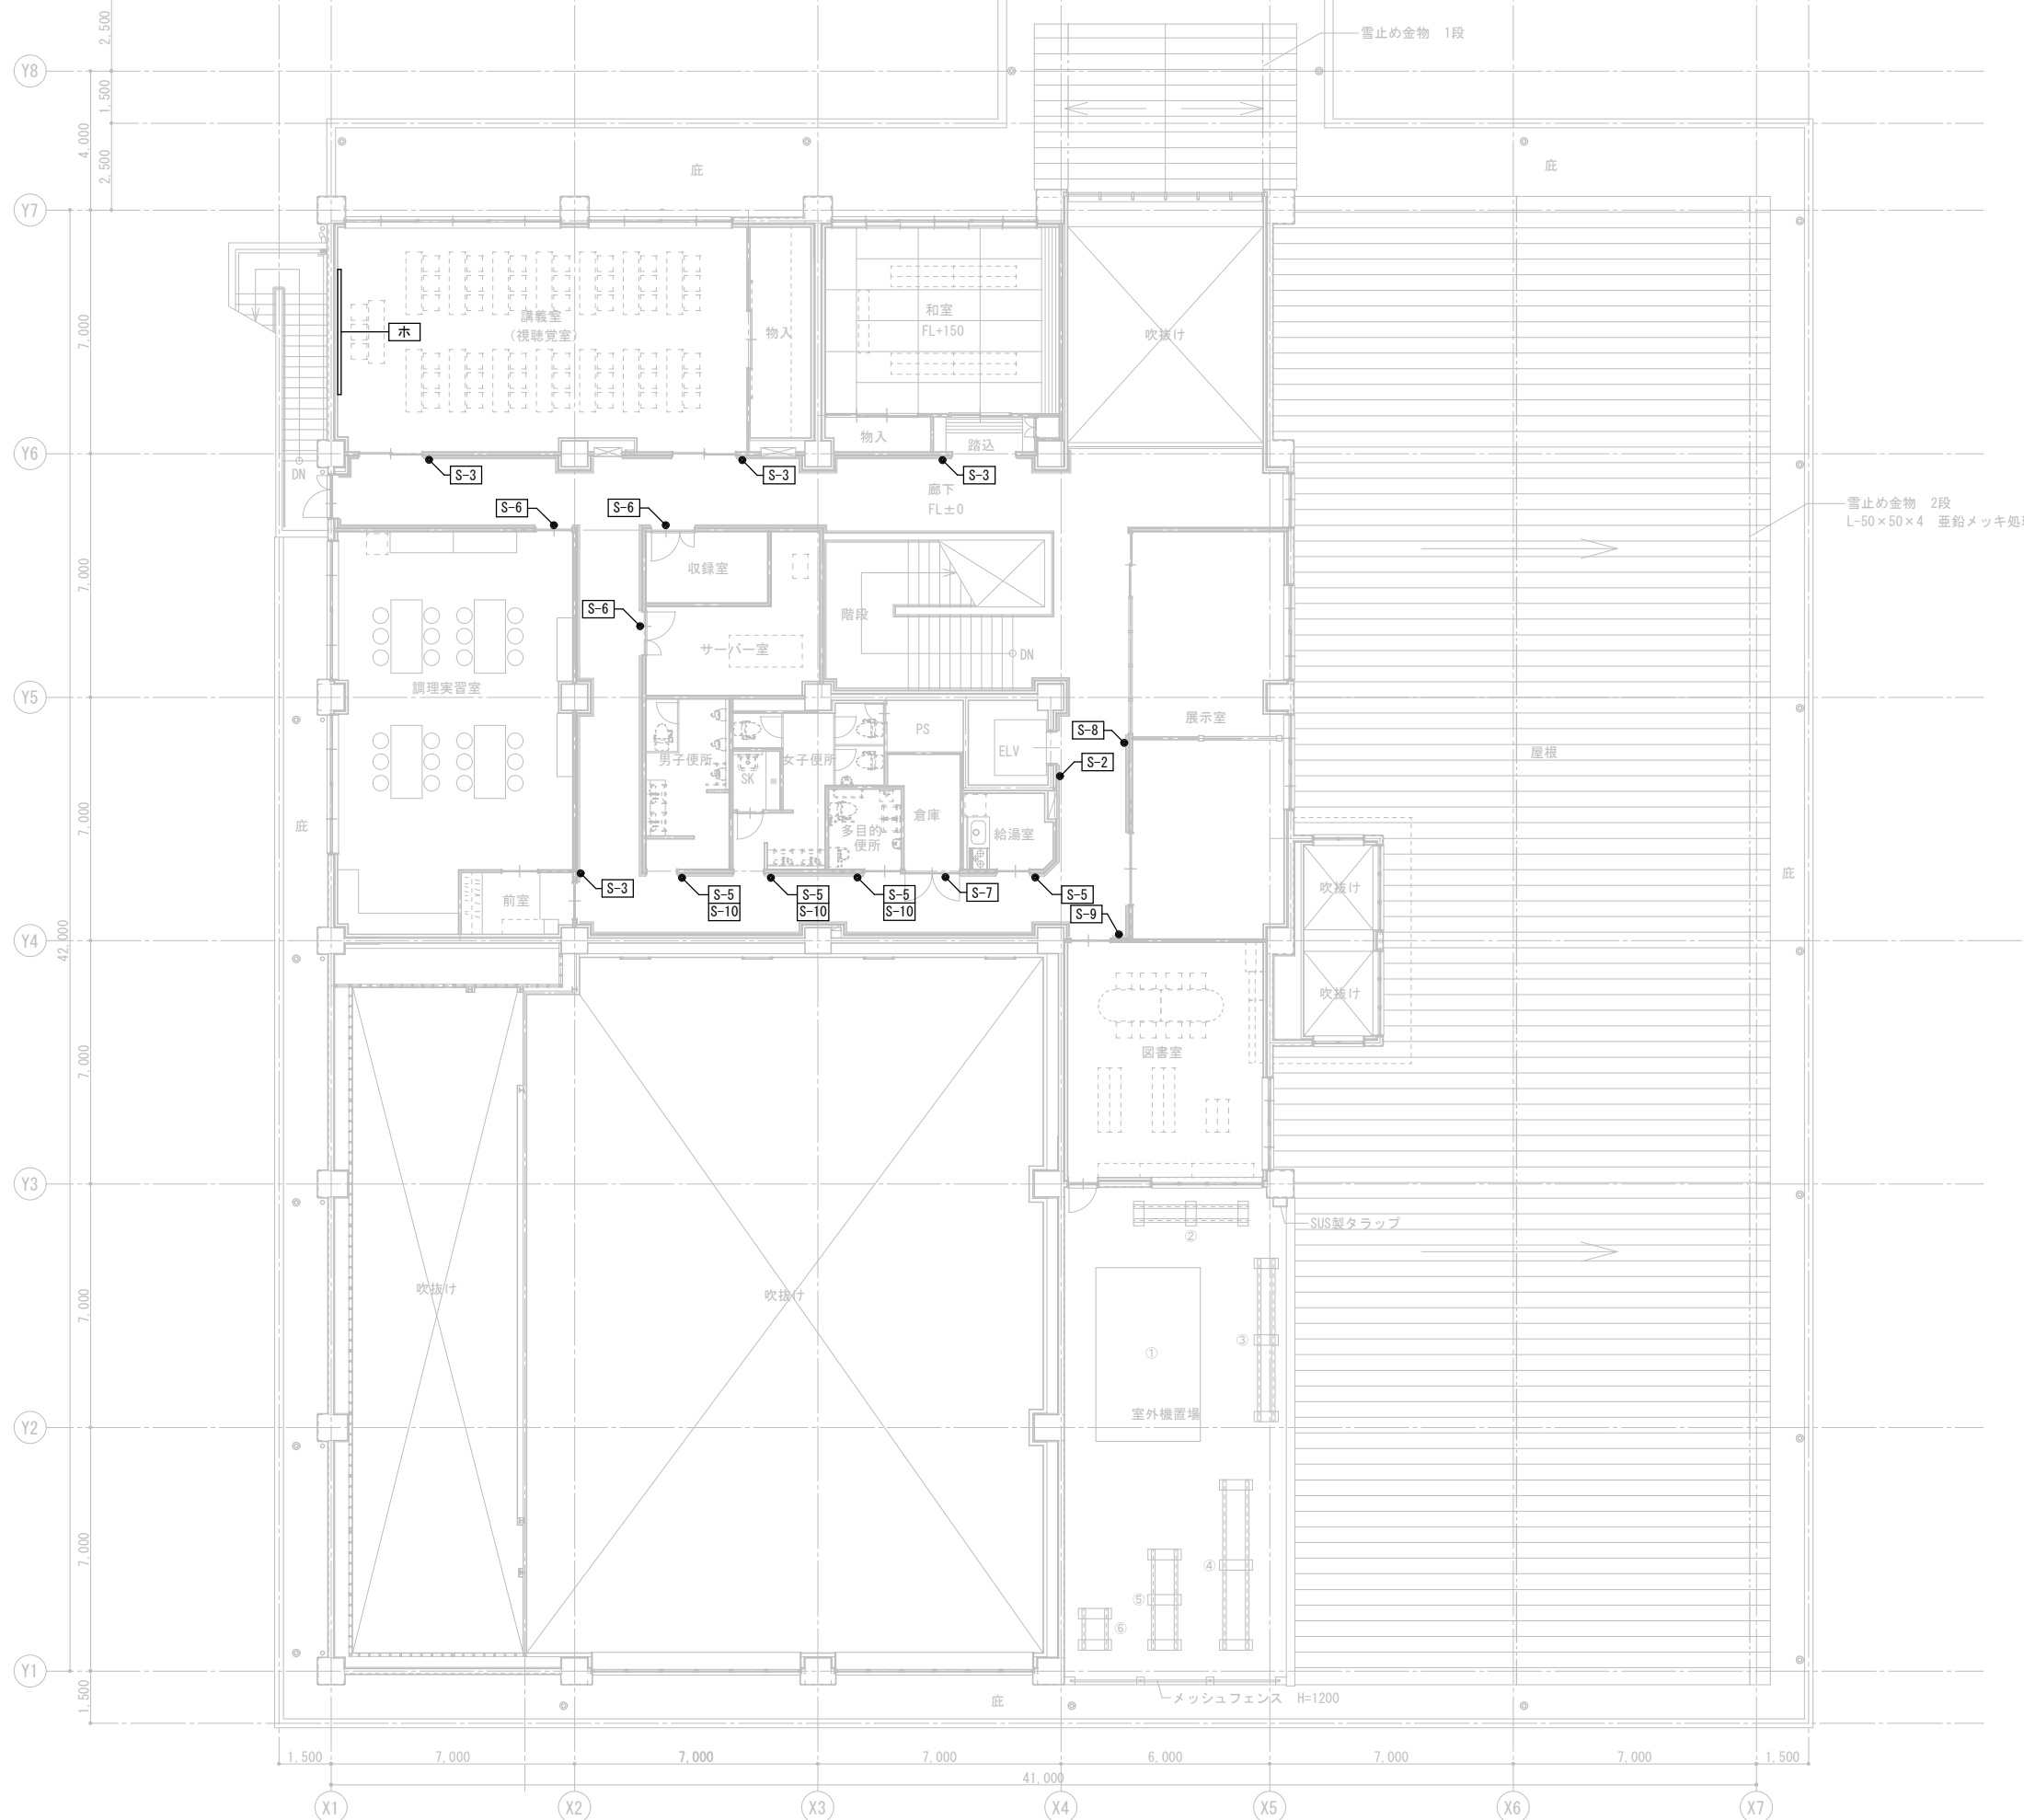 2,500
雪止め金物　1段
Y8
1,500
4,000
2,500
庇
庇
Y7
7,000
ホ
講義室
(視聴覚室)
物入
和室
FL+150
吹抜け
物入
踏込
Y6
DN
S-3
S-3
S-3
廊下
FL±0
S-6
S-6
雪止め金物　2段
L-50×50×4　亜鉛メッキ処理
7,000
収録室
S-6
階段
サーバー室
DN
調理実習室
Y5
展示室
PS
S-8
ELV
S-2
屋根
男子便所
女子便所
SK
7,000
庇
倉庫
多目的
便所
給湯室
吹抜け
庇
S-3
前室
S-5
S-10
S-5
S-10
S-5
S-10
S-7
S-5
S-9
Y4
42,000
吹抜け
図書室
7,000
Y3
SUS製タラップ
②
吹抜け
吹抜け
7,000
③
①
室外機置場
Y2
7,000
④
⑤
⑥
Y1
1,500
庇
メッシュフェンス　H=1200
1,500
7,000
7,000
7,000
6,000
7,000
7,000
1,500
41,000
X1
X2
X3
X4
X5
X6
X7